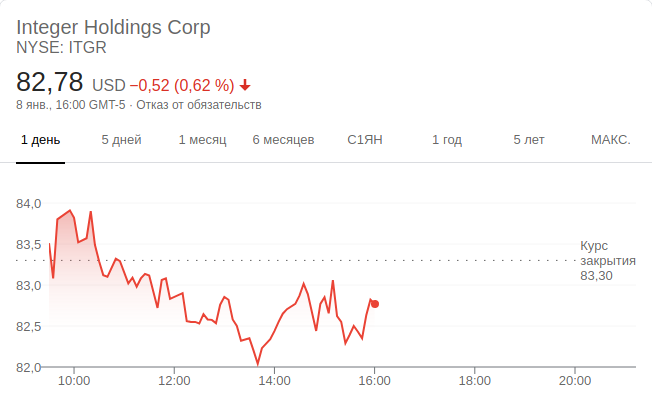 Integer Holdings Corp
NYSE: ITGR
82,78 USD −0,52 (0,62 %)
8 янв., 16:00 GMT-5 · Отказ от обязательств
1 день 5 дней 1 месяц 6 месяцев С1ЯН 1 год 5 лет МАКС.
84,0
83,5
83,0
82,5
82,0
Курс
закрытия
83,30
10:00 12:00 14:00 16:00 18:00 20:00